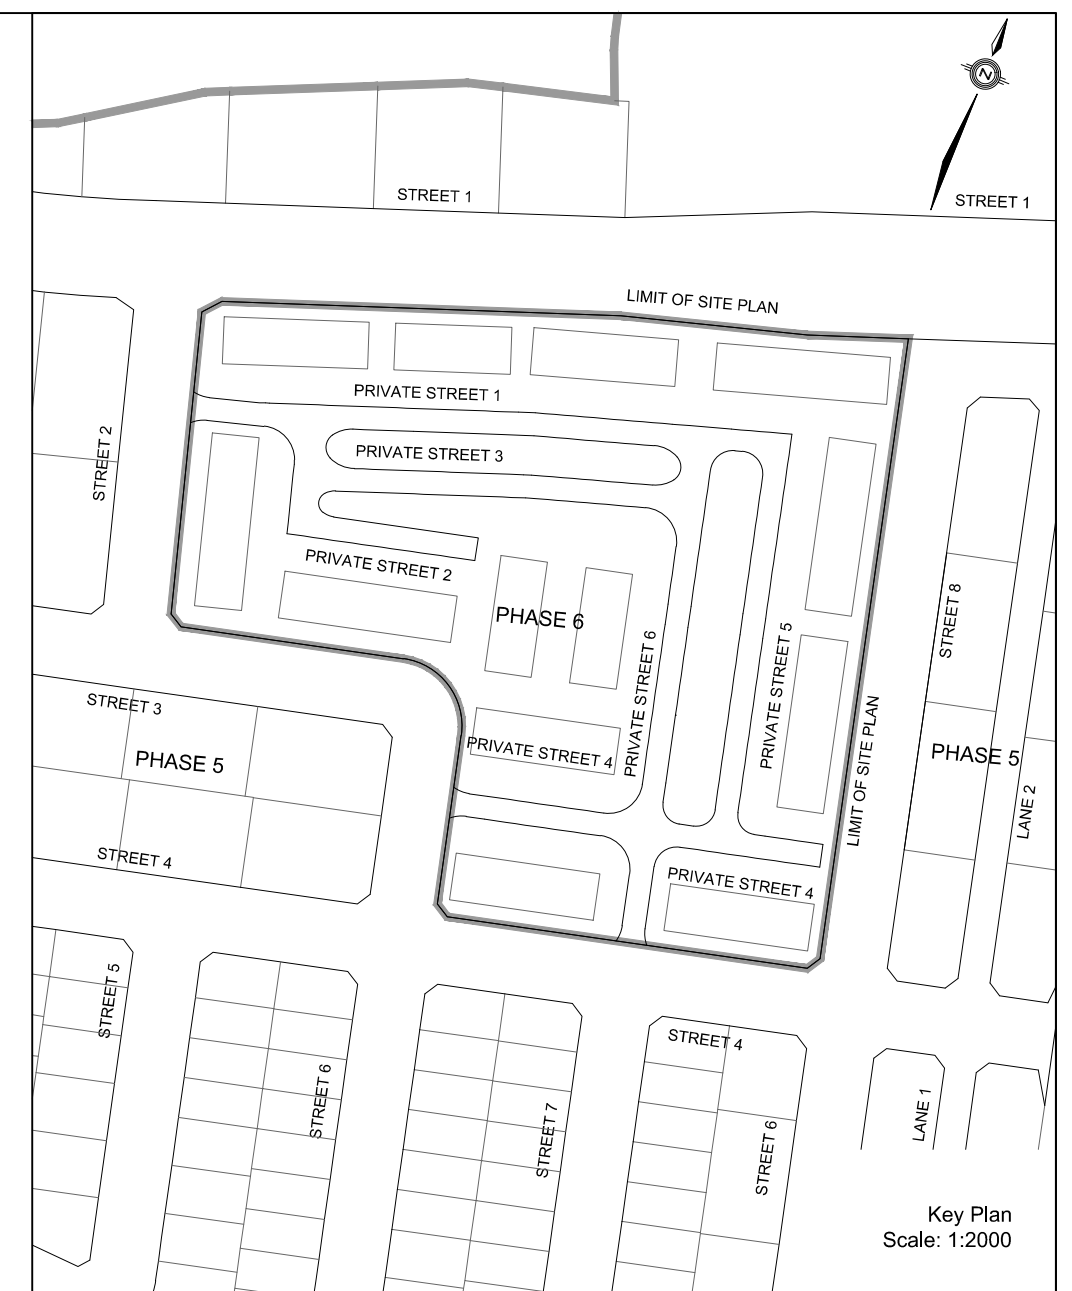 N
STREET 1
STREET 1
LIMIT OF SITE PLAN
PRIVATE STREET 1
STREET 2
PRIVATE STREET 3
PRIVATE STREET 2
PHASE 6
STREET 8
PRIVATE STREET 6
PRIVATE STREET 5
STREET 3
LIMIT OF SITE PLAN
PHASE 5
PRIVATE STREET 4
PHASE 5
LANE 2
STREET 4
PRIVATE STREET 4
STREET 5
STREET 4
STREET 6
STREET 7
STREET 6
LANE 1
Key Plan
Scale: 1:2000